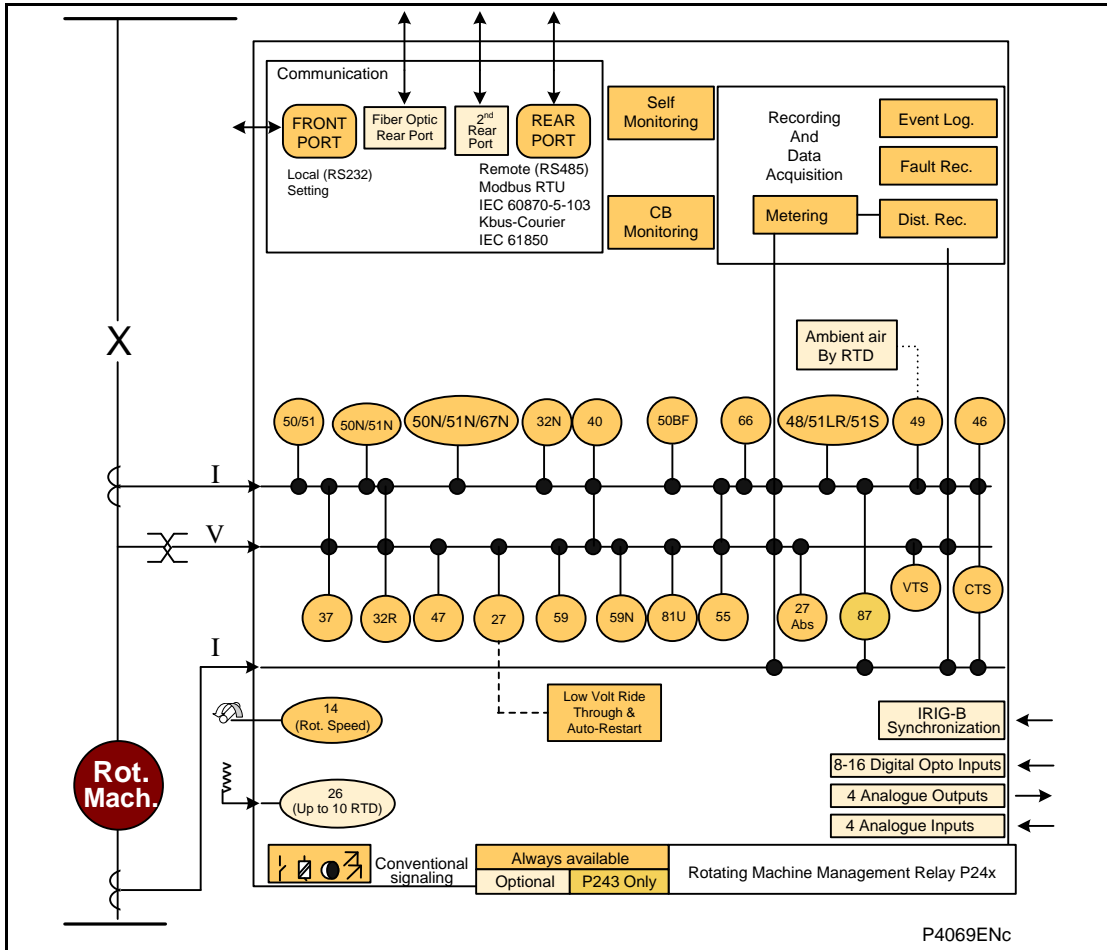 Communication
FRONT
PORT
Fiber Optic
Rear Port
2nd
Rear
Port
REAR
PORT
Local (RS232)
Setting
Remote (RS485)
Modbus RTU
IEC 60870-5-103
Kbus-Courier
IEC 61850
Self
Monitoring
CB
Monitoring
Recording
And
Data
Acquisition
Event Log.
Fault Rec.
Metering
Dist. Rec.
X
Ambient air
By RTD
50/51
50N/51N
50N/51N/67N
32N
40
50BF
66
48/51LR/51S
49
46
I
V
37
32R
47
27
59
59N
81U
55
27
Abs
87
VTS
CTS
I
14
(Rot. Speed)
Low Volt Ride
Through &
Auto-Restart
IRIG-B
Synchronization
Rot.
Mach.
26
(Up to 10 RTD)
8-16 Digital Opto Inputs
4 Analogue Outputs
4 Analogue Inputs
Conventional
signaling
Always available
Optional
P243 Only
Rotating Machine Management Relay P24x
P4069ENc